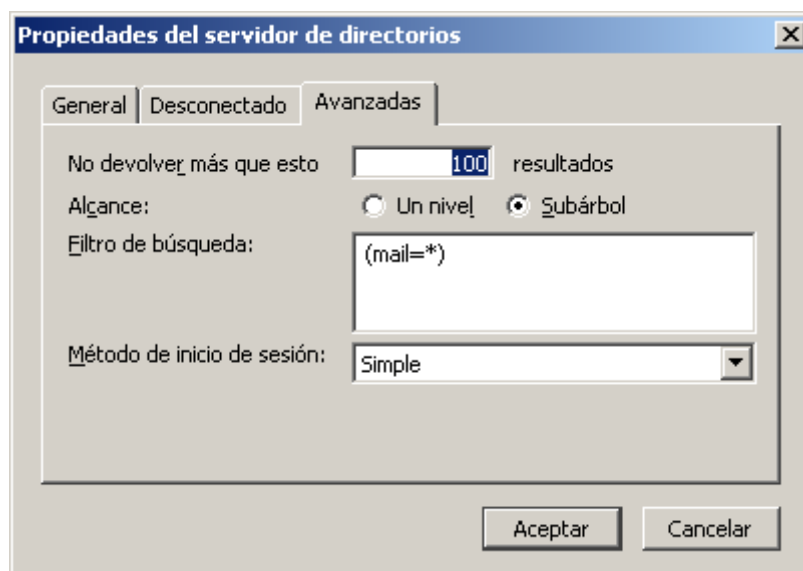 Propiedades del servidor de directorios
General Desconectado Avanzadas
No devolver más que esto 100 resultados
Alcance: Un nivel Subárbol
Filtro de búsqueda: (mail=*)
Método de inicio de sesión: Simple
Aceptar Cancelar